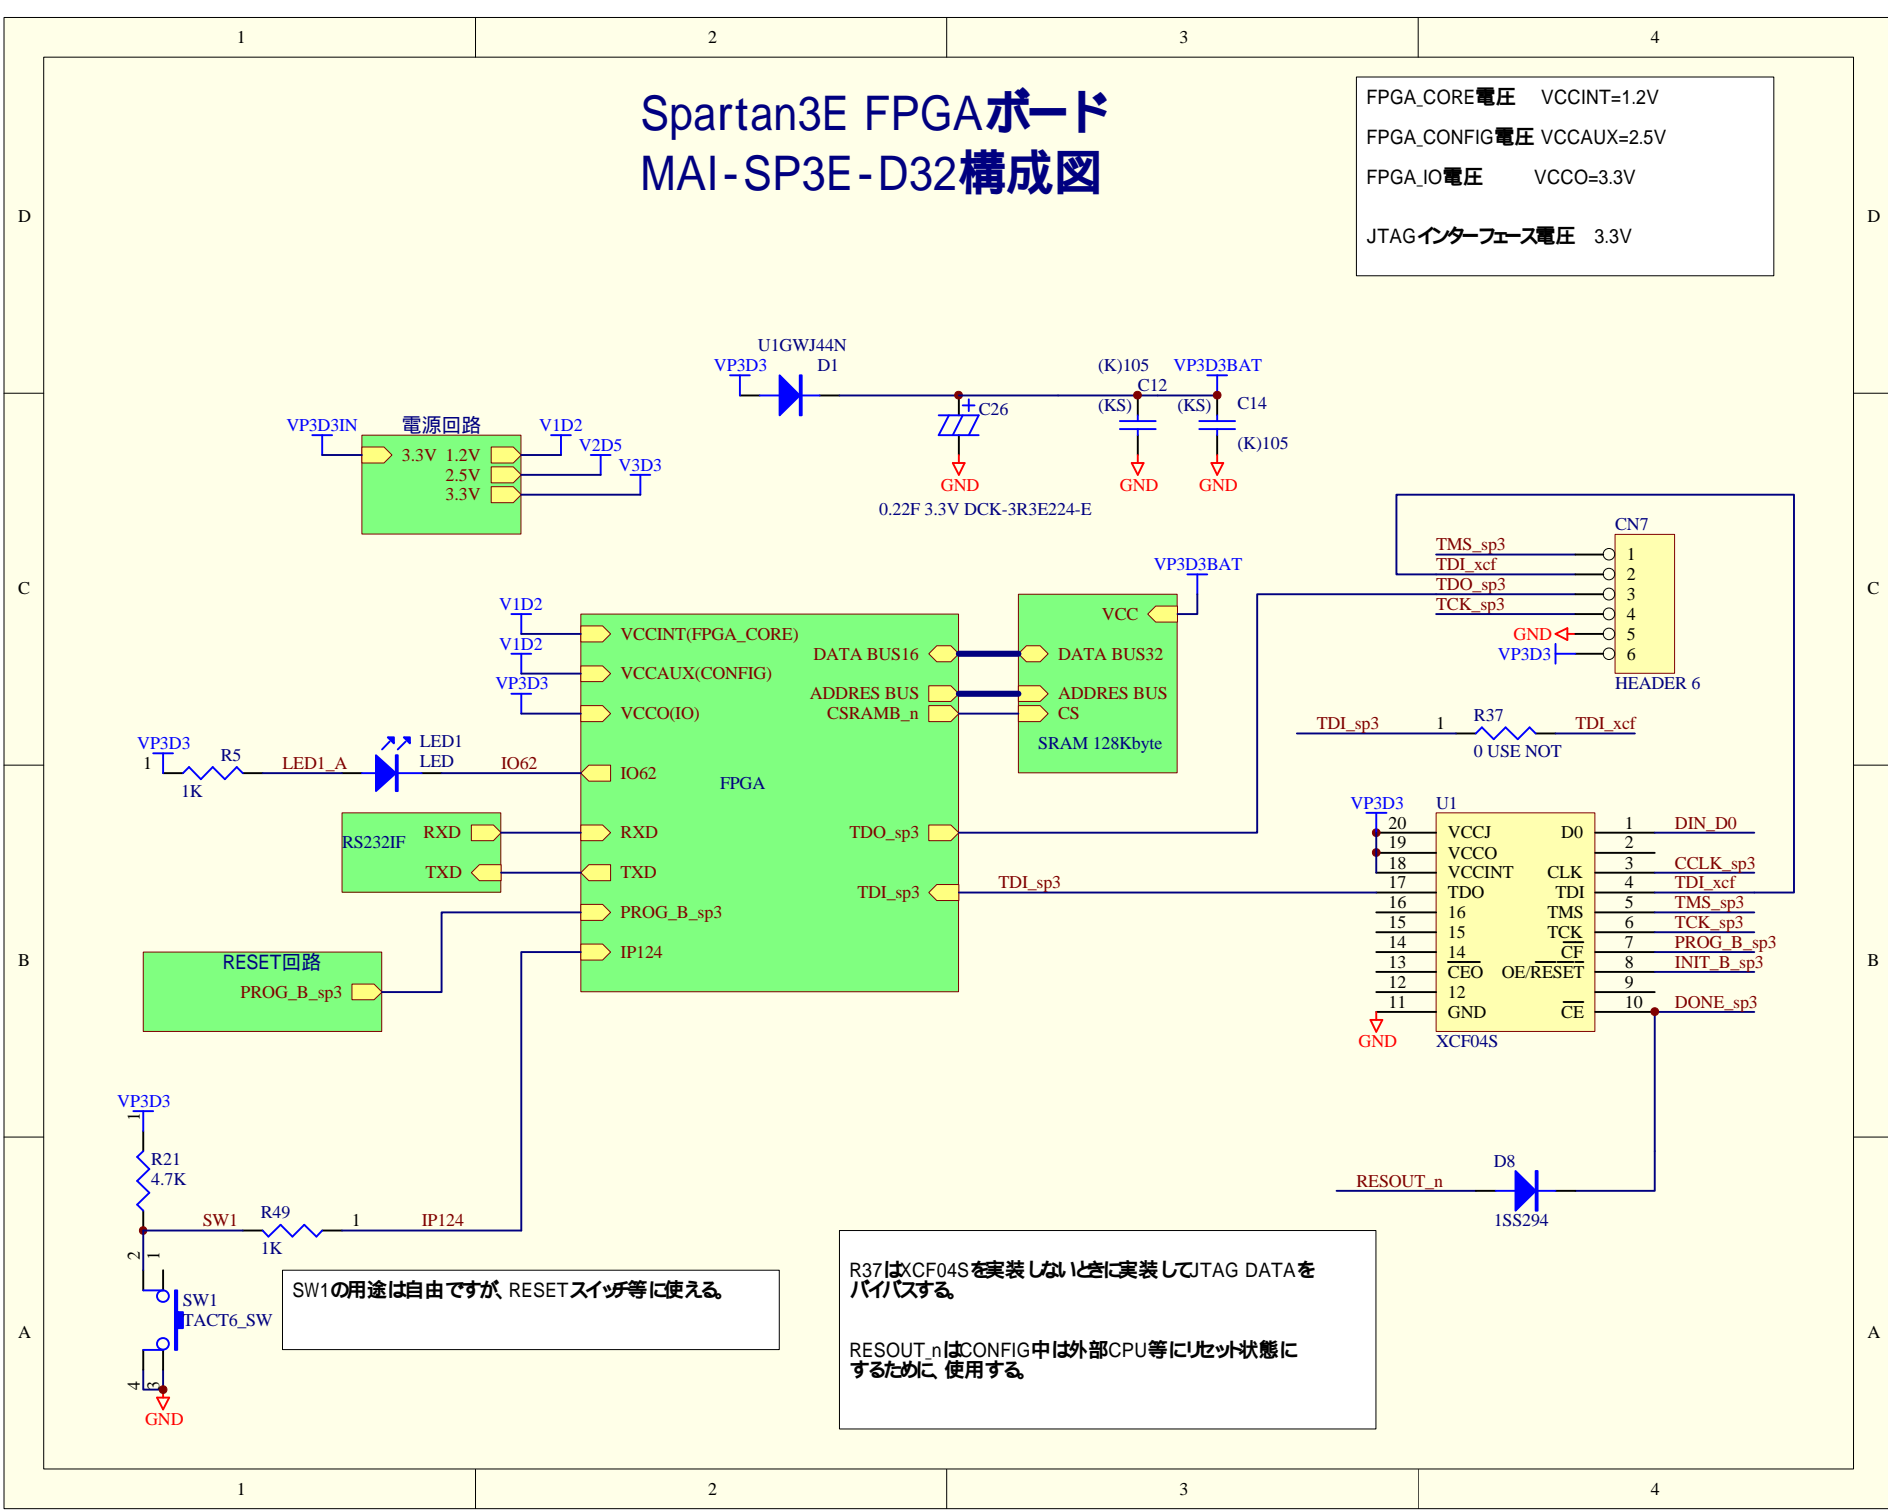 1 2 3 4
Spartan3E FPGAボード
MAI-SP3E-D32構成図
FPGA_CORE電圧 VCCINT=1.2V
FPGA_CONFIG電圧 VCCAUX=2.5V
FPGA_IO電圧 VCCO=3.3V
JTAGインターフェース電圧 3.3V
D D
U1GWJ44N
VP3D3 D1
(K)105 VP3D3BAT
C12
(KS) (KS) C14
C26
(K)105
GND GND GND
0.22F 3.3V DCK-3R3E224-E
電源回路
VP3D3IN V1D2
V2D5
V3D3
3.3V 1.2V
2.5V
3.3V
CN7
TMS_sp3 1
TDI_xcf 2
TDO_sp3 3
TCK_sp3 4
GND 5
VP3D3 6
HEADER 6
C C
VP3D3BAT
VCC
DATA BUS32
ADDRES BUS
CS
SRAM 128Kbyte
V1D2
VCCINT(FPGA_CORE)
V1D2
VCCAUX(CONFIG)
VP3D3
VCCO(IO)
DATA BUS16
ADDRES BUS
CSRAMB_n
TDI_sp3 1 R37 TDI_xcf
0 USE NOT
VP3D3
1 R5
1K
LED1_A
LED1
LED
IO62
IO62
FPGA
RS232IF
RXD RXD
TXD TXD
TDO_sp3
TDI_sp3 TDI_sp3
PROG_B_sp3
IP124
RESET回路
PROG_B_sp3
B B
VP3D3 U1
20 VCCJ D0 1 DIN_D0
19 VCCO 2
18 VCCINT CLK 3 CCLK_sp3
17 TDO TDI 4 TDI_xcf
16 16 TMS 5 TMS_sp3
15 15 TCK 6 TCK_sp3
14 14 CF 7 PROG_B_sp3
13 CEO OE/RESET 8 INIT_B_sp3
12 12 9
11 GND CE 10 DONE_sp3
GND XCF04S
VP3D3
1
R21
4.7K
SW1 R49 1 IP124
1K
2 1
SW1
TACT6_SW
4 3
GND
D8
RESOUT_n
1SS294
SW1の用途は自由ですが、RESETスイッチ等に使える。
R37はXCF04Sを実装しないときに実装してJTAG DATAを
バイパスする。
RESOUT_nはCONFIG中は外部CPU等にリセット状態に
するために、使用する。
A A
1 2 3 4